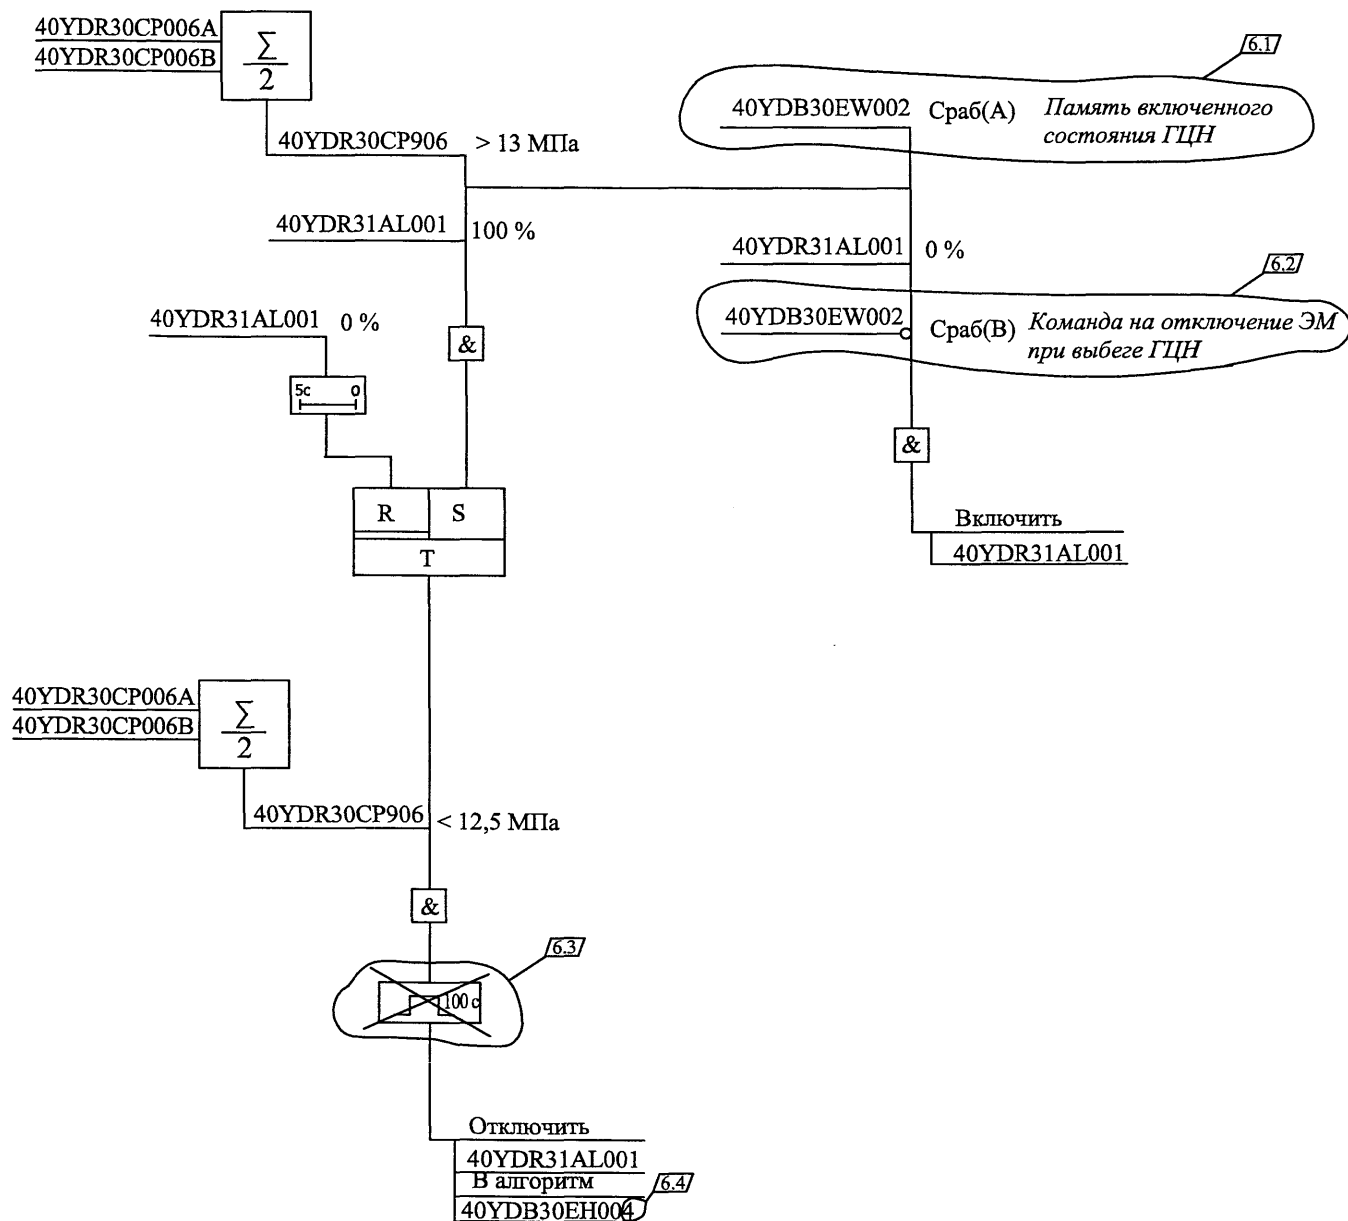 40YDR30CP006A
40YDR30CP006B
Σ
2
40YDR30CP906 > 13 МПа
6.1
40YDB30EW002 Сраб(А) Память включенного
состояния ГЦН
40YDR31AL001 100 %
40YDR31AL001 0 %
6.2
40YDB30EW002 Сраб(В) Команда на отключение ЭМ
при выбеге ГЦН
40YDR31AL001 0 %
&
5с 0
&
R S
T
Включить
40YDR31AL001
40YDR30CP006A
40YDR30CP006B
Σ
2
40YDR30CP906 < 12,5 МПа
&
6.3
100 с
Отключить
40YDR31AL001
В алгоритм
6.4
40YDB30EH004